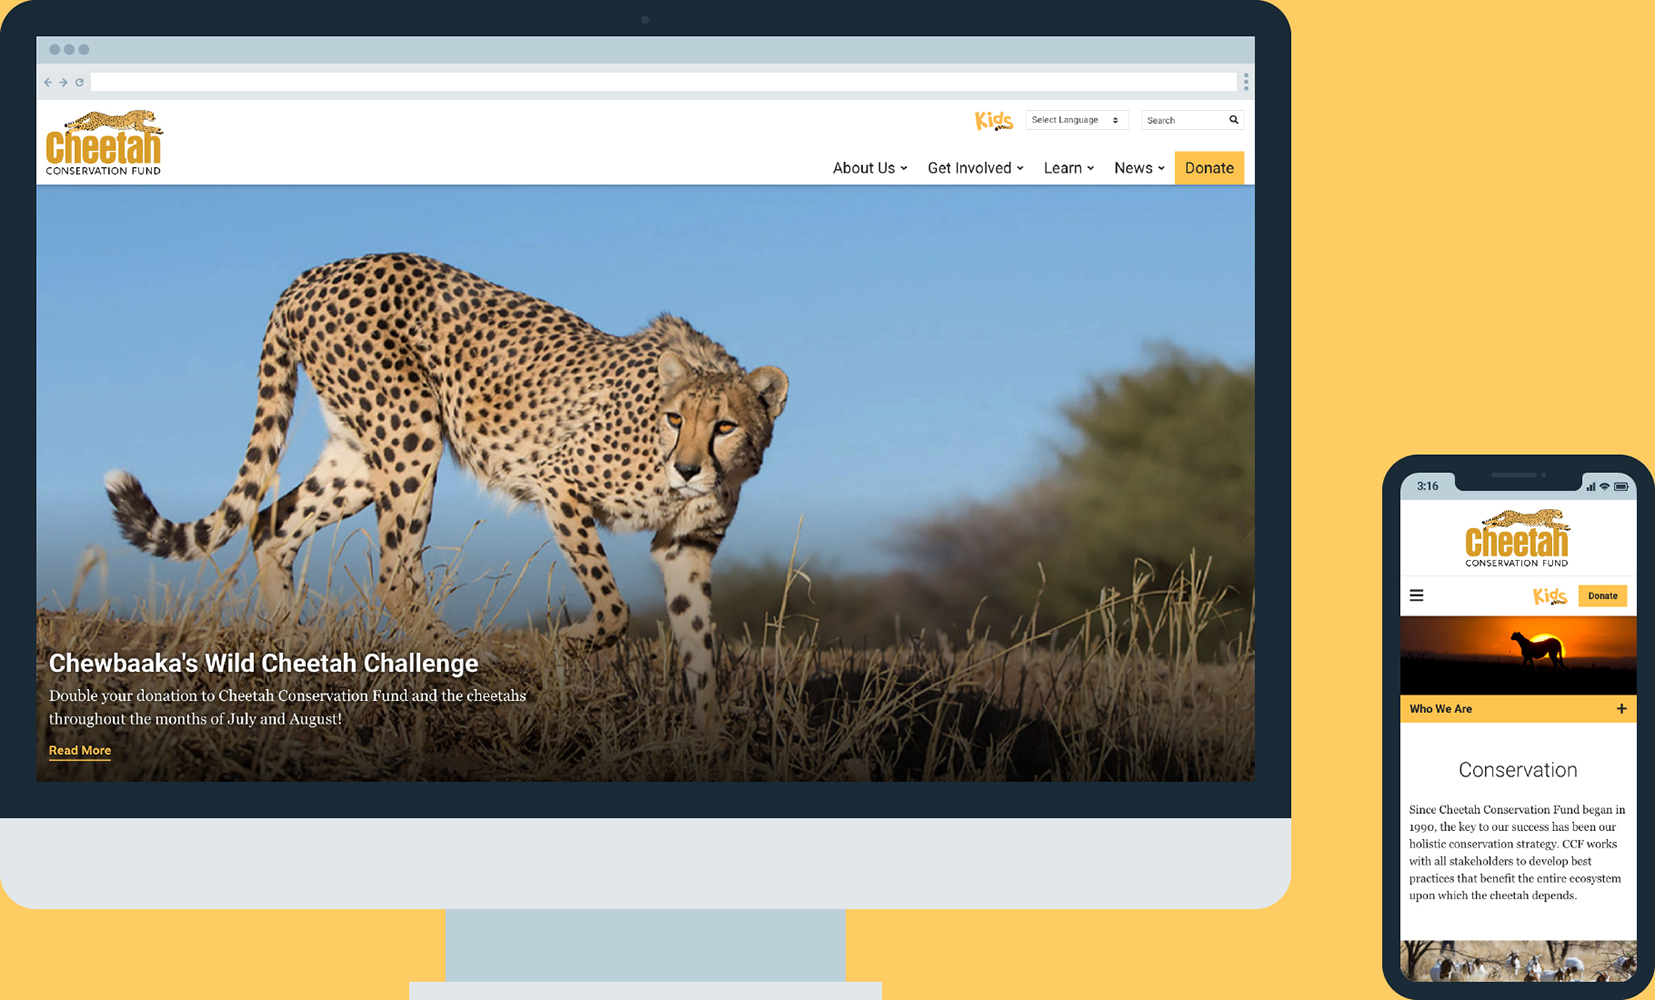 Cheetah
CONSERVATION FUND
Kids
Select Language
Search
About Us
Get Involved
Learn
News
Donate
Chewbaaka's Wild Cheetah Challenge
Double your donation to Cheetah Conservation Fund and the cheetahs
throughout the months of July and August!
Read More
3:16
Cheetah
CONSERVATION FUND
Kids
Donate
Who We Are
Conservation
Since Cheetah Conservation Fund began in
1990, the key to our success has been our
holistic conservation strategy. CCF works
with all stakeholders to develop best
practices that benefit the entire ecosystem
upon which the cheetah depends.